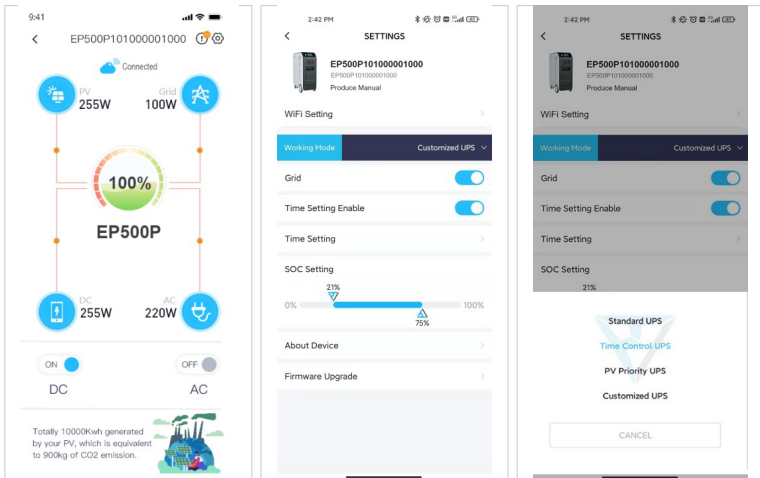 9:41
EP500P101000001000
Connected
PV
255W
Grid
100W
100%
EP500P
DC
255W
AC
220W
ON
OFF
DC
AC
Totally 10000Kwh generated
by your PV, which is equivalent
to 900kg of CO2 emission.
2:42 PM
SETTINGS
EP500P101000001000
EP500P101000001000
Produce Manual
WiFi Setting
Working Mode
Customized UPS
Grid
Time Setting Enable
Time Setting
SOC Setting
21%
0%
100%
75%
About Device
Firmware Upgrade
2:42 PM
SETTINGS
EP500P101000001000
EP500P101000001000
Produce Manual
WiFi Setting
Working Mode
Customized UPS
Grid
Time Setting Enable
Time Setting
SOC Setting
21%
Standard UPS
Time Control UPS
PV Priority UPS
Customized UPS
CANCEL